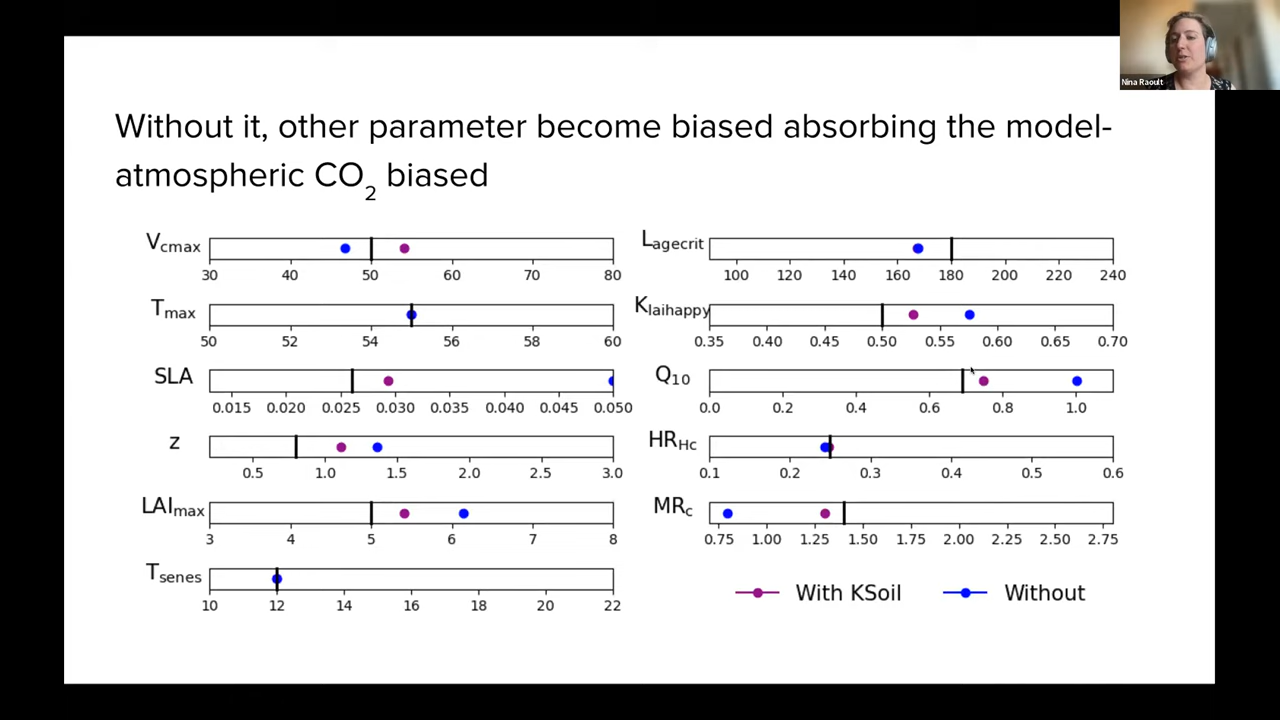 Nina Raoult
Without it, other parameter become biased absorbing the model-
atmospheric CO2 biased
Vcmax
30 40 50 60 70 80
Tmax
50 52 54 56 58 60
SLA
0.015 0.020 0.025 0.030 0.035 0.040 0.045 0.050
z
0.5 1.0 1.5 2.0 2.5 3.0
LAImax
3 4 5 6 7 8
Tsenes
10 12 14 16 18 20 22
Lagecrit
100 120 140 160 180 200 220 240
Klaihappy
0.35 0.40 0.45 0.50 0.55 0.60 0.65 0.70
Q10
0.0 0.2 0.4 0.6 0.8 1.0
HRHc
0.1 0.2 0.3 0.4 0.5 0.6
MRc
0.75 1.00 1.25 1.50 1.75 2.00 2.25 2.50 2.75
With KSoil Without